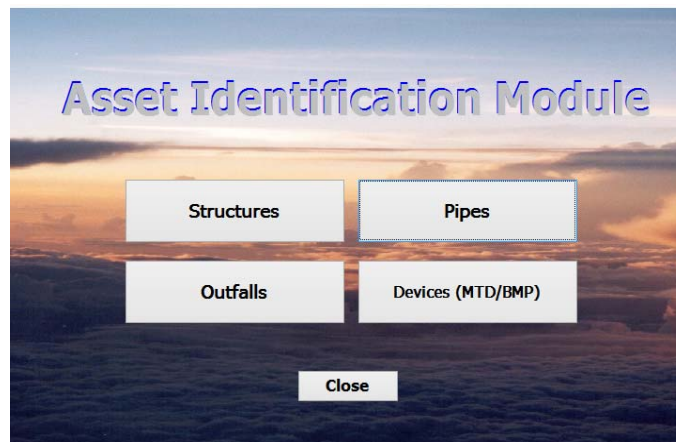 Asset Identification Module
Structures
Pipes
Outfalls
Devices (MTD/BMP)
Close